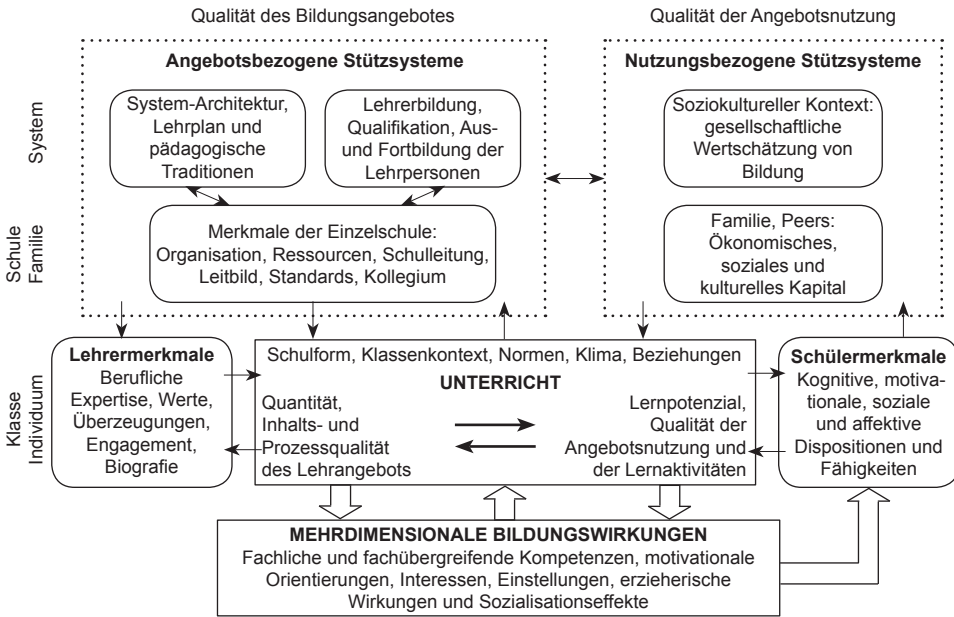 Qualität des Bildungsangebotes
Qualität der Angebotsnutzung
Angebotsbezogene Stützsysteme
Nutzungsbezogene Stützsysteme
System
System-Architektur,
Lehrplan und
pädagogische
Traditionen
Lehrerbildung,
Qualifikation, Aus-
und Fortbildung der
Lehrpersonen
Soziokultureller Kontext:
gesellschaftliche
Wertschätzung von
Bildung
Schule
Familie
Merkmale der Einzelschule:
Organisation, Ressourcen, Schulleitung,
Leitbild, Standards, Kollegium
Familie, Peers:
Ökonomisches,
soziales und
kulturelles Kapital
Klasse
Individuum
Lehrermerkmale
Berufliche
Expertise, Werte,
Überzeugungen,
Engagement,
Biografie
Schulform, Klassenkontext, Normen, Klima, Beziehungen
UNTERRICHT
Quantität,
Inhalts- und
Prozessqualität
des Lehrangebots
Lernpotenzial,
Qualität der
Angebotsnutzung und
der Lernaktivitäten
Schülermerkmale
Kognitive, motiva-
tionale, soziale
und affektive
Dispositionen und
Fähigkeiten
MEHRDIMENSIONALE BILDUNGSWIRKUNGEN
Fachliche und fachübergreifende Kompetenzen, motivationale
Orientierungen, Interessen, Einstellungen, erzieherische
Wirkungen und Sozialisationseffekte